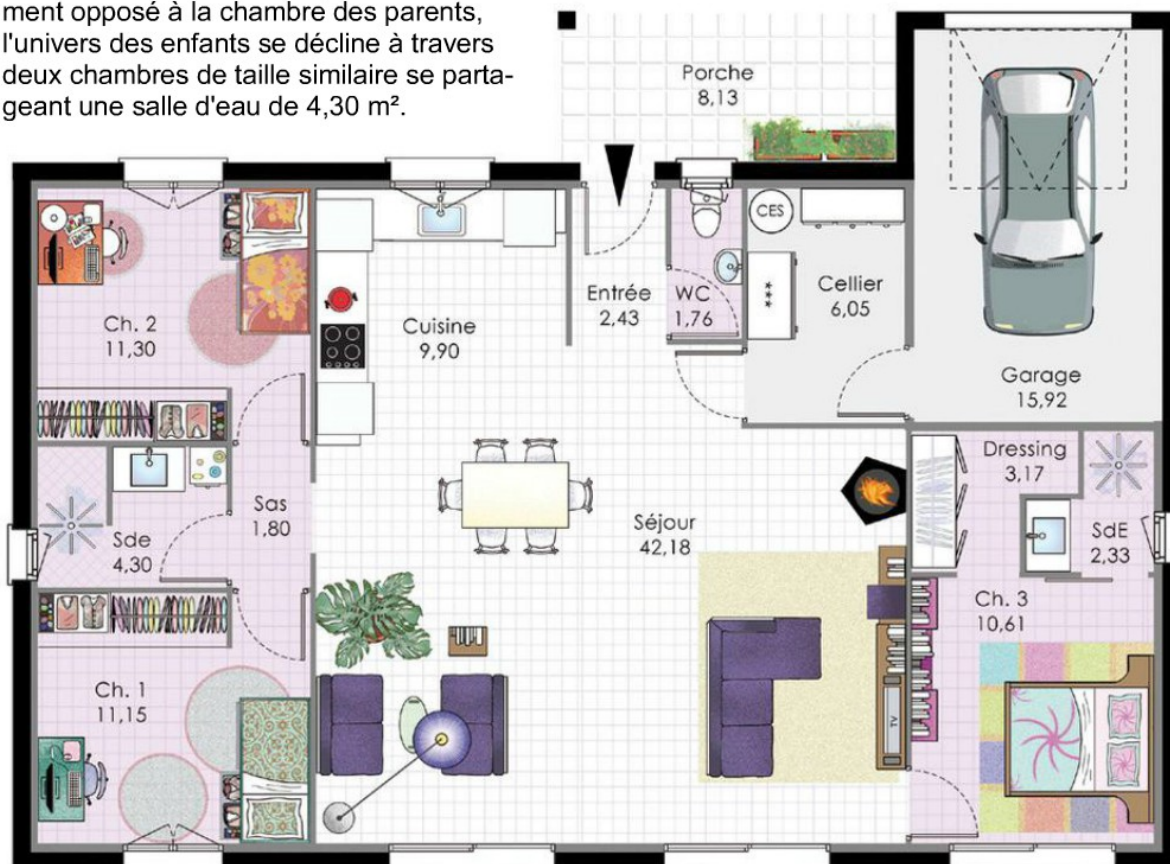 ment opposé à la chambre des parents,
l'univers des enfants se décline à travers
deux chambres de taille similaire se parta-
geant une salle d'eau de 4,30 m².
Porche
8,13
CES
Entrée
2,43
WC
1,76
Cellier
6,05
***
Ch. 2
11,30
Cuisine
9,90
Garage
15,92
Dressing
3,17
Sas
1,80
Séjour
42,18
Sde
4,30
SdE
2,33
Ch. 3
10,61
Ch. 1
11,15
TV